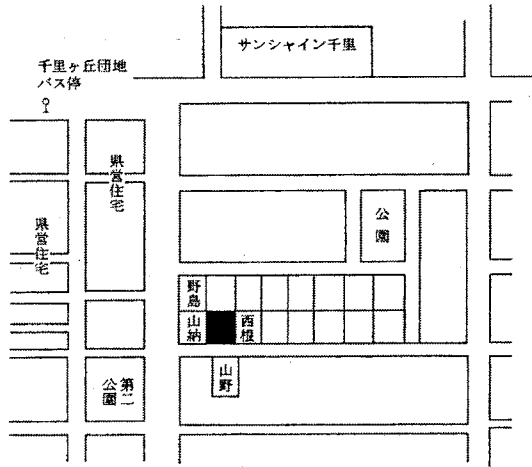 サンシャイン千里
千里ヶ丘団地
バス停
県営住宅
県営住宅
公園
野島
山納
西根
山野
第二
公園